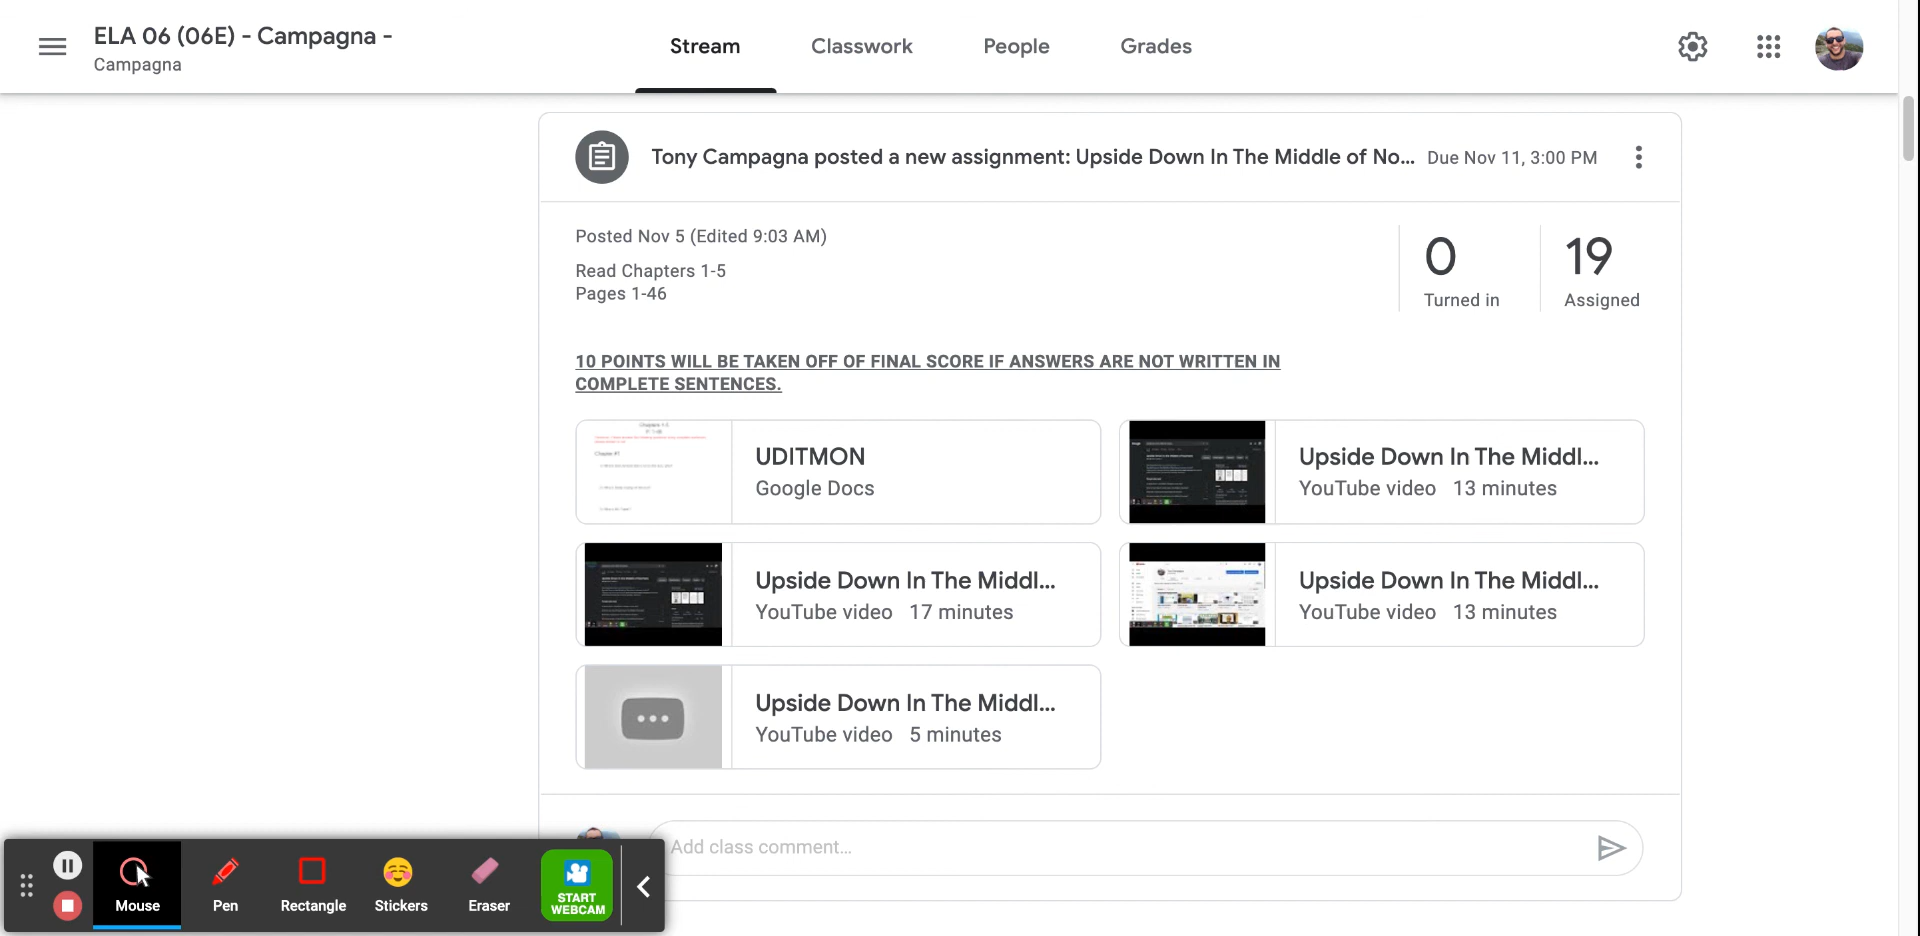 ELA 06 (06E) - Campagna -
Campagna
Stream
Classwork
People
Grades
Tony Campagna posted a new assignment: Upside Down In The Middle of No...
Due Nov 11, 3:00 PM
Posted Nov 5 (Edited 9:03 AM)
Read Chapters 1-5
Pages 1-46
0
Turned in
19
Assigned
10 POINTS WILL BE TAKEN OFF OF FINAL SCORE IF ANSWERS ARE NOT WRITTEN IN
COMPLETE SENTENCES.
UDITMON
Google Docs
Upside Down In The Middl...
YouTube video 13 minutes
Upside Down In The Middl...
YouTube video 17 minutes
Upside Down In The Middl...
YouTube video 13 minutes
Upside Down In The Middl...
YouTube video 5 minutes
Add class comment...
Mouse
Pen
Rectangle
Stickers
Eraser
START
WEBCAM